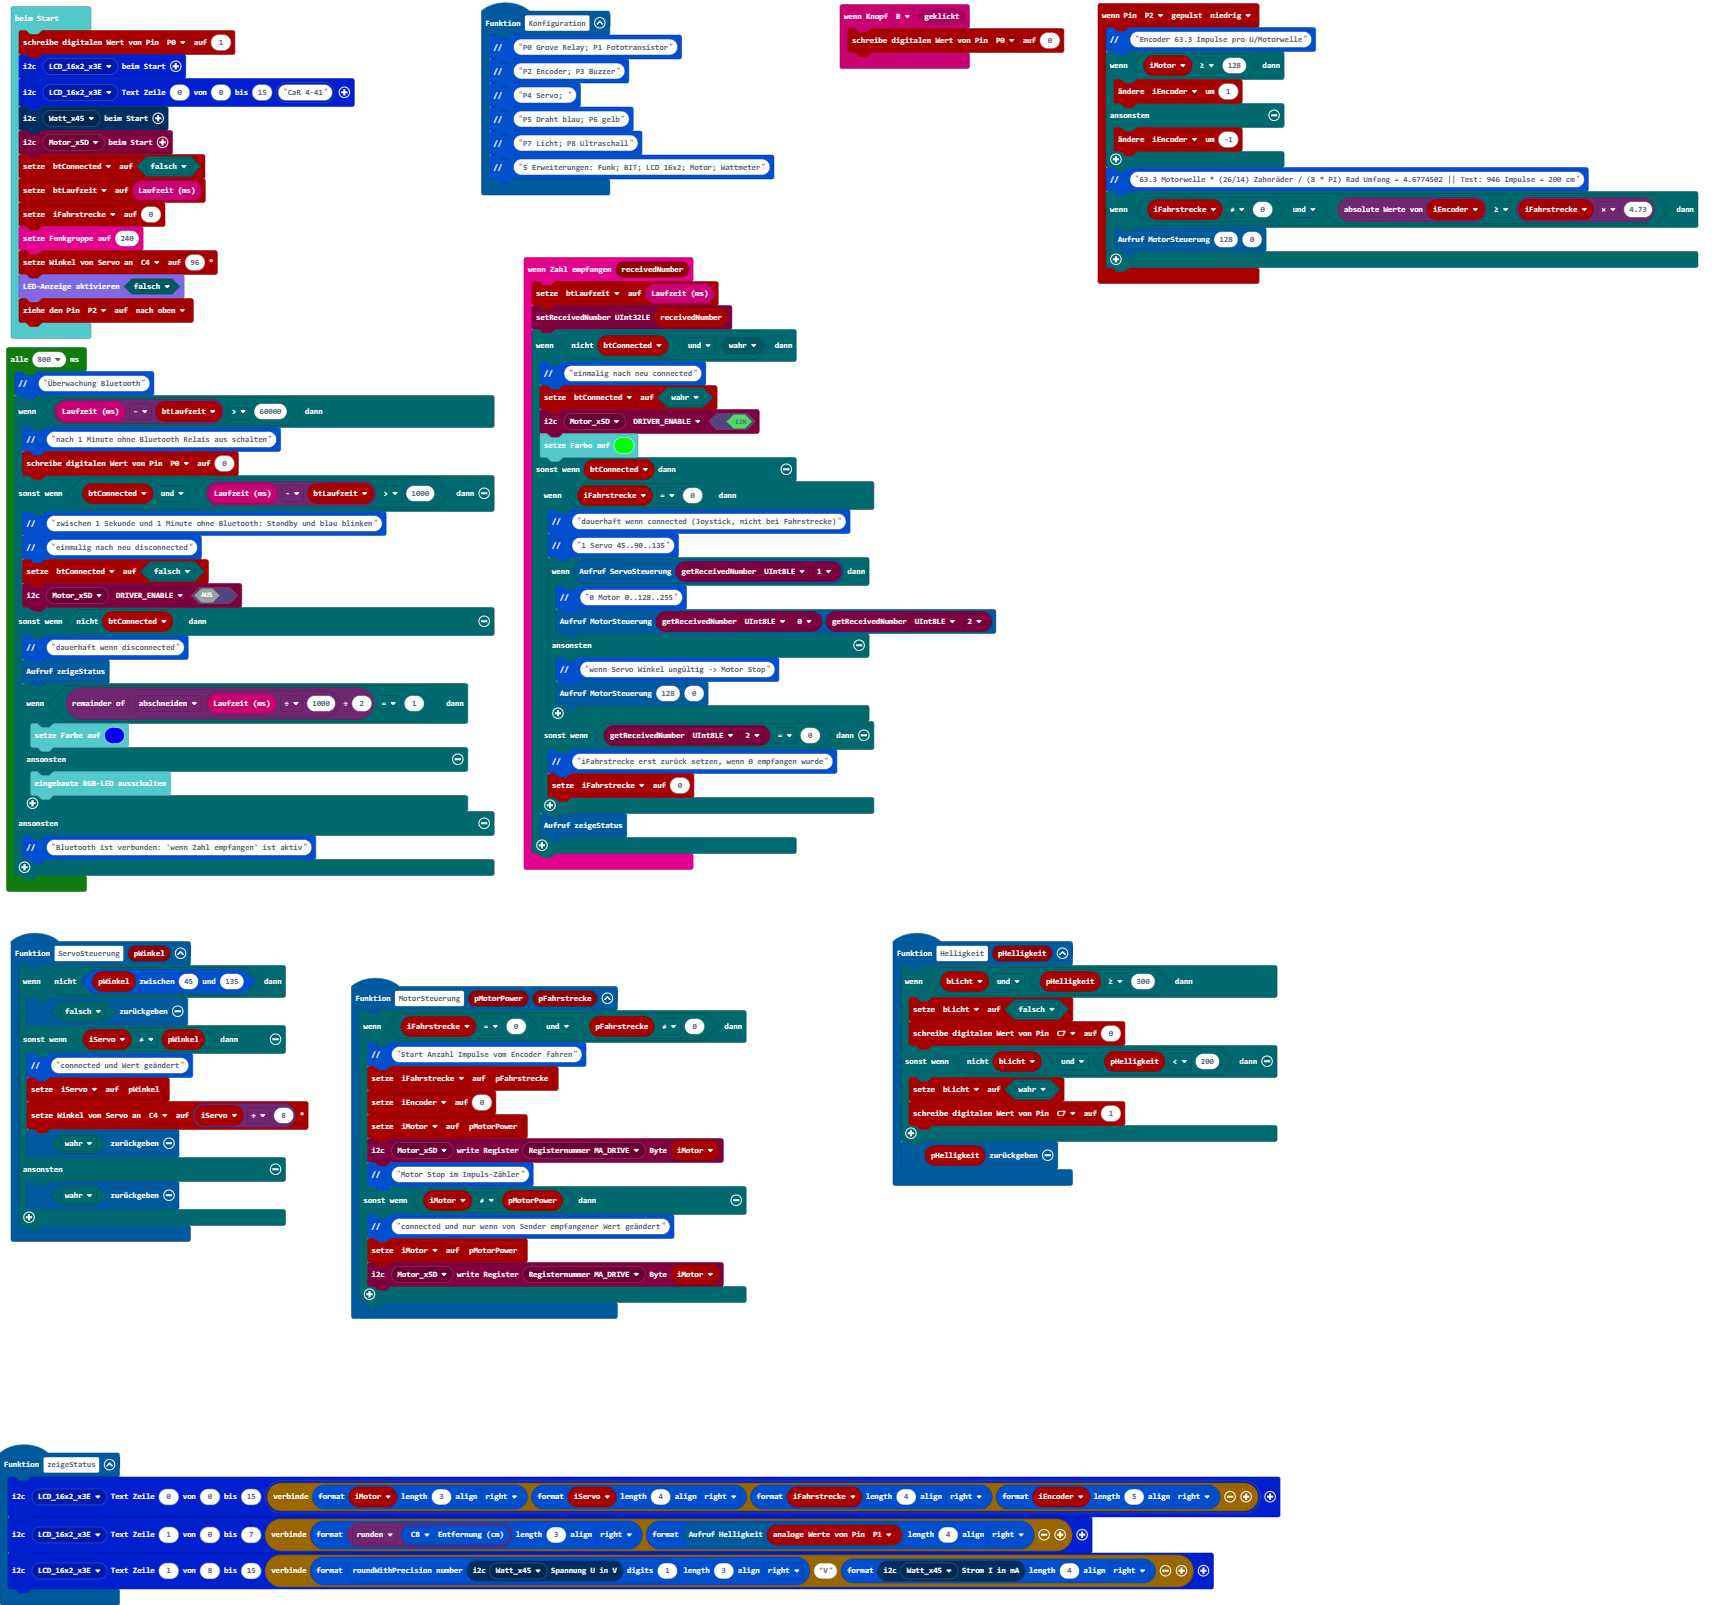 beim Start
schreibe digitalen Wert von Pin P0 auf 1
i2c LCD_16x2_x3E beim Start
i2c LCD_16x2_x3E Text Zeile 0 von 0 bis 15 "CaR 4-41"
i2c Watt_x45 beim Start
i2c Motor_x5D beim Start
setze btConnected auf falsch
setze btLaufzeit auf Laufzeit (ms)
setze iFahrstrecke auf 0
setze Funkgruppe auf 240
setze Winkel von Servo an C4 auf 96 °
LED-Anzeige aktivieren falsch
ziehe den Pin P2 auf nach oben
alle 800 ms
// "Überwachung Bluetooth"
wenn Laufzeit (ms) - btLaufzeit > 60000 dann
// "nach 1 Minute ohne Bluetooth Relais aus schalten"
schreibe digitalen Wert von Pin P0 auf 0
sonst wenn btConnected und Laufzeit (ms) - btLaufzeit > 1000 dann
// "zwischen 1 Sekunde und 1 Minute ohne Bluetooth: Standby und blau blinken"
// "einmalig nach neu disconnected"
setze btConnected auf falsch
i2c Motor_x5D DRIVER_ENABLE AUS
sonst wenn nicht btConnected dann
// "dauerhaft wenn disconnected"
Aufruf zeigeStatus
wenn remainder of abschneiden Laufzeit (ms) ÷ 1000 ÷ 2 = 1 dann
setze Farbe auf
ansonsten
eingebaute RGB-LED ausschalten
ansonsten
// "Bluetooth ist verbunden: 'wenn Zahl empfangen' ist aktiv"
Funktion Konfiguration
// "P0 Grove Relay; P1 Fototransistor"
// "P2 Encoder; P3 Buzzer"
// "P4 Servo; "
// "P5 Draht blau; P6 gelb"
// "P7 Licht; P8 Ultraschall"
// "5 Erweiterungen: Funk; BIT; LCD 16x2; Motor; Wattmeter"
wenn Knopf B geklickt
schreibe digitalen Wert von Pin P0 auf 0
wenn Pin P2 gepulst niedrig
// "Encoder 63.3 Impulse pro U/Motorwelle"
wenn iMotor ≥ 128 dann
ändere iEncoder um 1
ansonsten
ändere iEncoder um -1
// "63.3 Motorwelle * (26/14) Zahnräder / (8 * PI) Rad Umfang = 4.6774502 || Test: 946 Impulse = 200 cm"
wenn iFahrstrecke ≠ 0 und absolute Werte von iEncoder ≥ iFahrstrecke × 4.73 dann
Aufruf MotorSteuerung 128 0
wenn Zahl empfangen receivedNumber
setze btLaufzeit auf Laufzeit (ms)
setReceivedNumber UInt32LE receivedNumber
wenn nicht btConnected und wahr dann
// "einmalig nach neu connected"
setze btConnected auf wahr
i2c Motor_x5D DRIVER_ENABLE EIN
setze Farbe auf
sonst wenn btConnected dann
wenn iFahrstrecke = 0 dann
// "dauerhaft wenn connected (Joystick, nicht bei Fahrstrecke)"
// "1 Servo 45..90..135"
wenn Aufruf ServoSteuerung getReceivedNumber UInt8LE 1 dann
// "0 Motor 0..128..255"
Aufruf MotorSteuerung getReceivedNumber UInt8LE 0 getReceivedNumber UInt8LE 2
ansonsten
// "wenn Servo Winkel ungültig -> Motor Stop"
Aufruf MotorSteuerung 128 0
sonst wenn getReceivedNumber UInt8LE 2 = 0 dann
// "iFahrstrecke erst zurück setzen, wenn 0 empfangen wurde"
setze iFahrstrecke auf 0
Aufruf zeigeStatus
Funktion ServoSteuerung pWinkel
wenn nicht pWinkel zwischen 45 und 135 dann
falsch zurückgeben
sonst wenn iServo ≠ pWinkel dann
// "connected und Wert geändert"
setze iServo auf pWinkel
setze Winkel von Servo an C4 auf iServo + 8 °
wahr zurückgeben
ansonsten
wahr zurückgeben
Funktion MotorSteuerung pMotorPower pFahrstrecke
wenn iFahrstrecke = 0 und pFahrstrecke ≠ 0 dann
// "Start Anzahl Impulse vom Encoder fahren"
setze iFahrstrecke auf pFahrstrecke
setze iEncoder auf 0
setze iMotor auf pMotorPower
i2c Motor_x5D write Register Registernummer MA_DRIVE Byte iMotor
// "Motor Stop im Impuls-Zähler"
sonst wenn iMotor ≠ pMotorPower dann
// "connected und nur wenn von Sender empfangener Wert geändert"
setze iMotor auf pMotorPower
i2c Motor_x5D write Register Registernummer MA_DRIVE Byte iMotor
Funktion Helligkeit pHelligkeit
wenn bLicht und pHelligkeit ≥ 300 dann
setze bLicht auf falsch
schreibe digitalen Wert von Pin C7 auf 0
sonst wenn nicht bLicht und pHelligkeit < 200 dann
setze bLicht auf wahr
schreibe digitalen Wert von Pin C7 auf 1
pHelligkeit zurückgeben
Funktion zeigeStatus
i2c LCD_16x2_x3E Text Zeile 0 von 0 bis 15 verbinde format iMotor length 3 align right format iServo length 4 align right format iFahrstrecke length 4 align right format iEncoder length 5 align right
i2c LCD_16x2_x3E Text Zeile 1 von 0 bis 7 verbinde format runden C8 Entfernung (cm) length 3 align right format Aufruf Helligkeit analoge Werte von Pin P1 length 4 align right
i2c LCD_16x2_x3E Text Zeile 1 von 8 bis 15 verbinde format roundWithPrecision number i2c Watt_x45 Spannung U in V digits 1 length 3 align right "V" format i2c Watt_x45 Strom I in mA length 4 align right